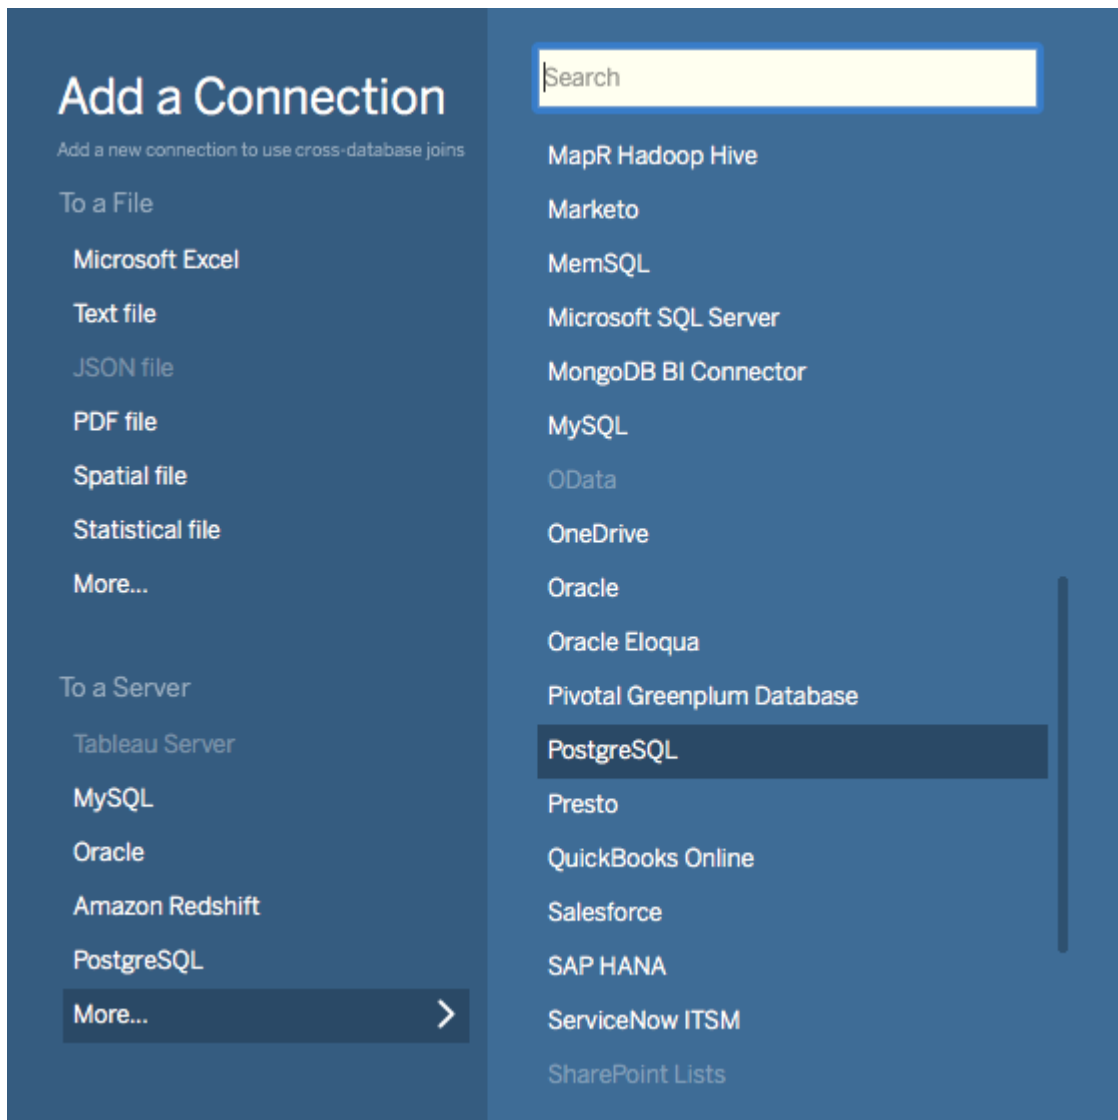 Add a Connection
Add a new connection to use cross-database joins
To a File
Microsoft Excel
Text file
JSON file
PDF file
Spatial file
Statistical file
More...
To a Server
Tableau Server
MySQL
Oracle
Amazon Redshift
PostgreSQL
More...
Search
MapR Hadoop Hive
Marketo
MemSQL
Microsoft SQL Server
MongoDB BI Connector
MySQL
OData
OneDrive
Oracle
Oracle Eloqua
Pivotal Greenplum Database
PostgreSQL
Presto
QuickBooks Online
Salesforce
SAP HANA
ServiceNow ITSM
SharePoint Lists